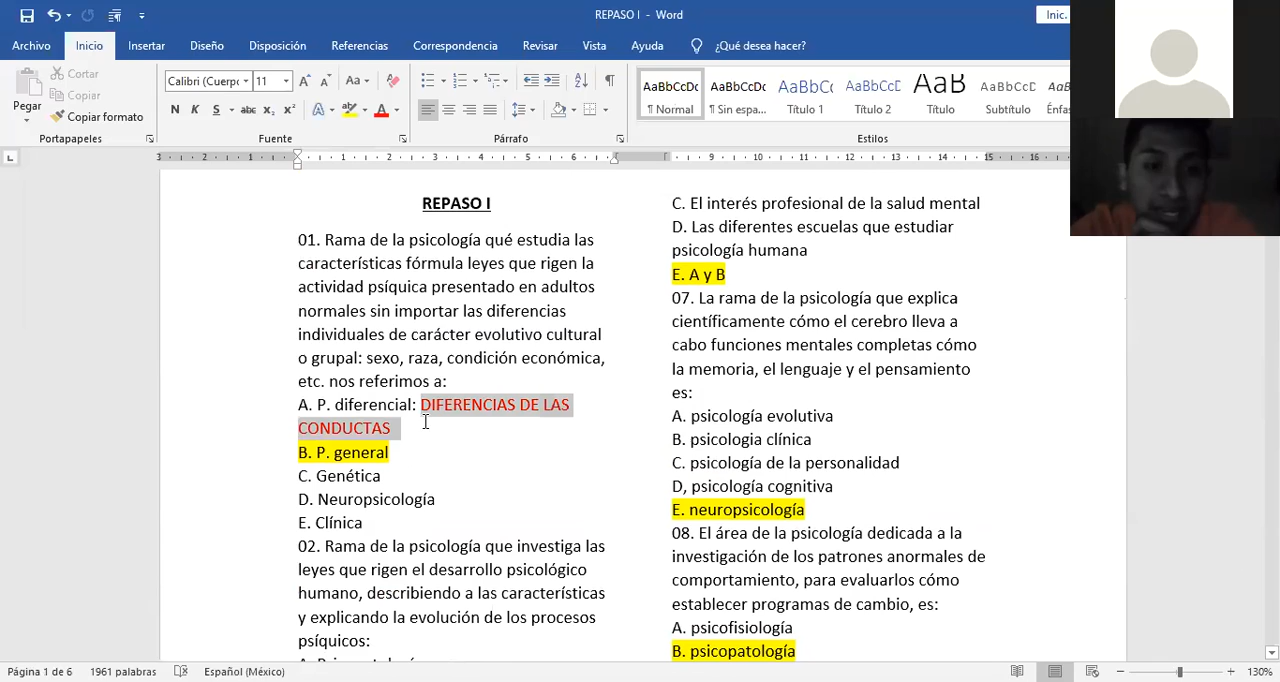 REPASO I - Word
Inic.
Archivo
Inicio
Insertar
Diseño
Disposición
Referencias
Correspondencia
Revisar
Vista
Ayuda
¿Qué desea hacer?
Pegar
Cortar
Copiar
Copiar formato
Portapapeles
Calibri (Cuerpo
11
Fuente
Párrafo
¶ Normal
¶ Sin espa...
Título 1
Título 2
Título
Subtítulo
Énfas
Estilos
REPASO I
01. Rama de la psicología qué estudia las
características fórmula leyes que rigen la
actividad psíquica presentado en adultos
normales sin importar las diferencias
individuales de carácter evolutivo cultural
o grupal: sexo, raza, condición económica,
etc. nos referimos a:
A. P. diferencial: DIFERENCIAS DE LAS
CONDUCTAS
B. P. general
C. Genética
D. Neuropsicología
E. Clínica
02. Rama de la psicología que investiga las
leyes que rigen el desarrollo psicológico
humano, describiendo a las características
y explicando la evolución de los procesos
psíquicos:
C. El interés profesional de la salud mental
D. Las diferentes escuelas que estudiar
psicología humana
E. A y B
07. La rama de la psicología que explica
científicamente cómo el cerebro lleva a
cabo funciones mentales completas cómo
la memoria, el lenguaje y el pensamiento
es:
A. psicología evolutiva
B. psicologia clínica
C. psicología de la personalidad
D, psicología cognitiva
E. neuropsicología
08. El área de la psicología dedicada a la
investigación de los patrones anormales de
comportamiento, para evaluarlos cómo
establecer programas de cambio, es:
A. psicofisiología
B. psicopatología
Página 1 de 6
1961 palabras
Español (México)
130%